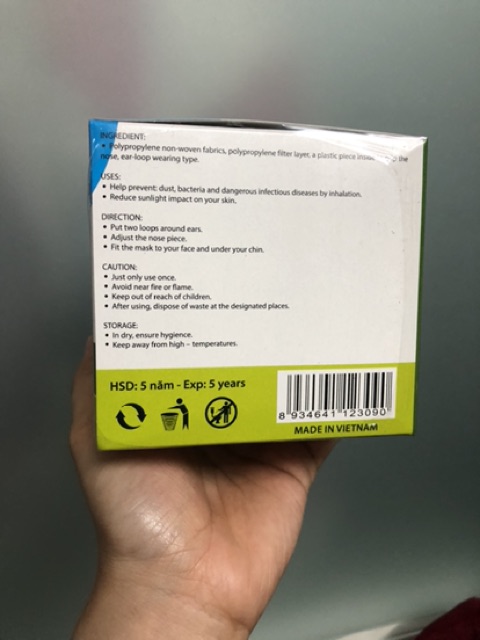 INGREDIENT:
• Polypropylene non-woven fabrics, polypropylene filter layer, a plastic piece the
nose, ear-loop wearing type.
USES:
• Help prevent: dust, bacteria and dangerous infectious diseases by inhalation.
• Reduce sunlight impact on your skin.
DIRECTION:
• Put two loops around ears.
• Adjust the nose piece.
• Fit the mask to your face and under your chin.
CAUTION:
• Just only use once.
• Avoid near fire or flame.
• Keep out of reach of children.
• After using, dispose of waste at the designated places.
STORAGE:
• In dry, ensure hygience.
• Keep away from high – temperatures.
HSD: 5 năm - Exp: 5 years
8 934641 123090
MADE IN VIETNAM